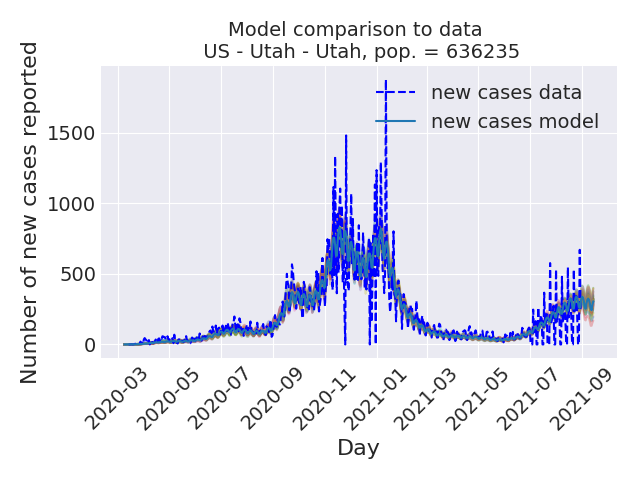 Model comparison to data
US - Utah - Utah, pop. = 636235
Number of new cases reported
1500
1000
500
0
new cases data
new cases model
2020-03
2020-05
2020-07
2020-09
2020-11
2021-01
2021-03
2021-05
2021-07
2021-09
Day